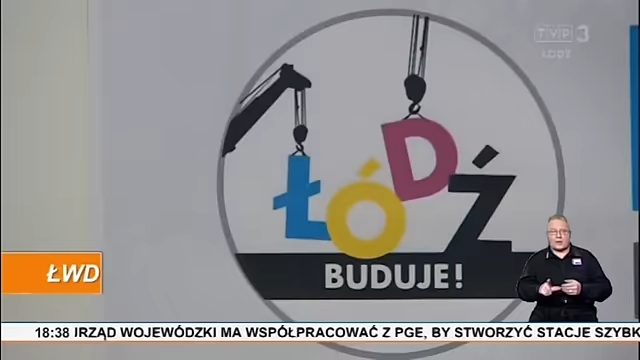 TVP 3
ŁÓDŹ
ŁÓDŹ
BUDUJE!
ŁWD
18:38 IRZĄD WOJEWÓDZKI MA WSPÓŁPRACOWAĆ Z PGE, BY STWORZYĆ STACJE SZYBK